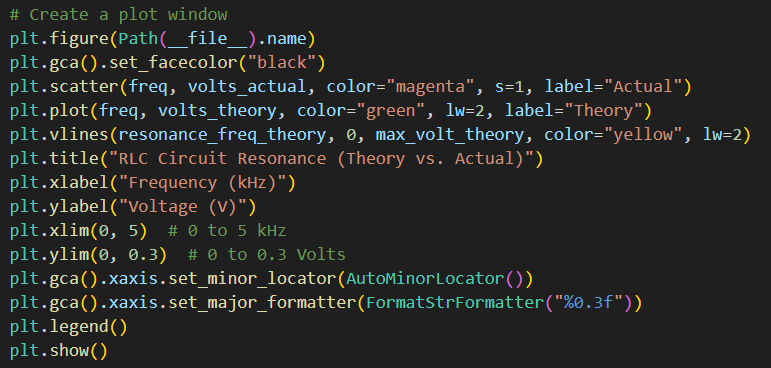 # Create a plot window
plt.figure(Path(__file__).name)
plt.gca().set_facecolor("black")
plt.scatter(freq, volts_actual, color="magenta", s=1, label="Actual")
plt.plot(freq, volts_theory, color="green", lw=2, label="Theory")
plt.vlines(resonance_freq_theory, 0, max_volt_theory, color="yellow", lw=2)
plt.title("RLC Circuit Resonance (Theory vs. Actual)")
plt.xlabel("Frequency (kHz)")
plt.ylabel("Voltage (V)")
plt.xlim(0, 5)  # 0 to 5 kHz
plt.ylim(0, 0.3)  # 0 to 0.3 Volts
plt.gca().xaxis.set_minor_locator(AutoMinorLocator())
plt.gca().xaxis.set_major_formatter(FormatStrFormatter("%0.3f"))
plt.legend()
plt.show()